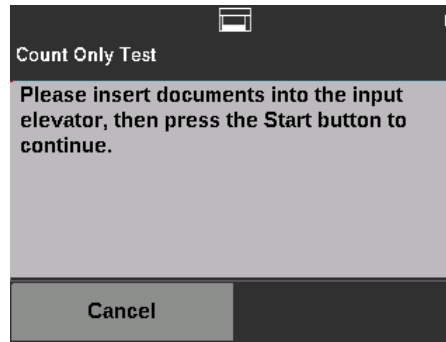 Count Only Test
Please insert documents into the input
elevator, then press the Start button to
continue.
Cancel